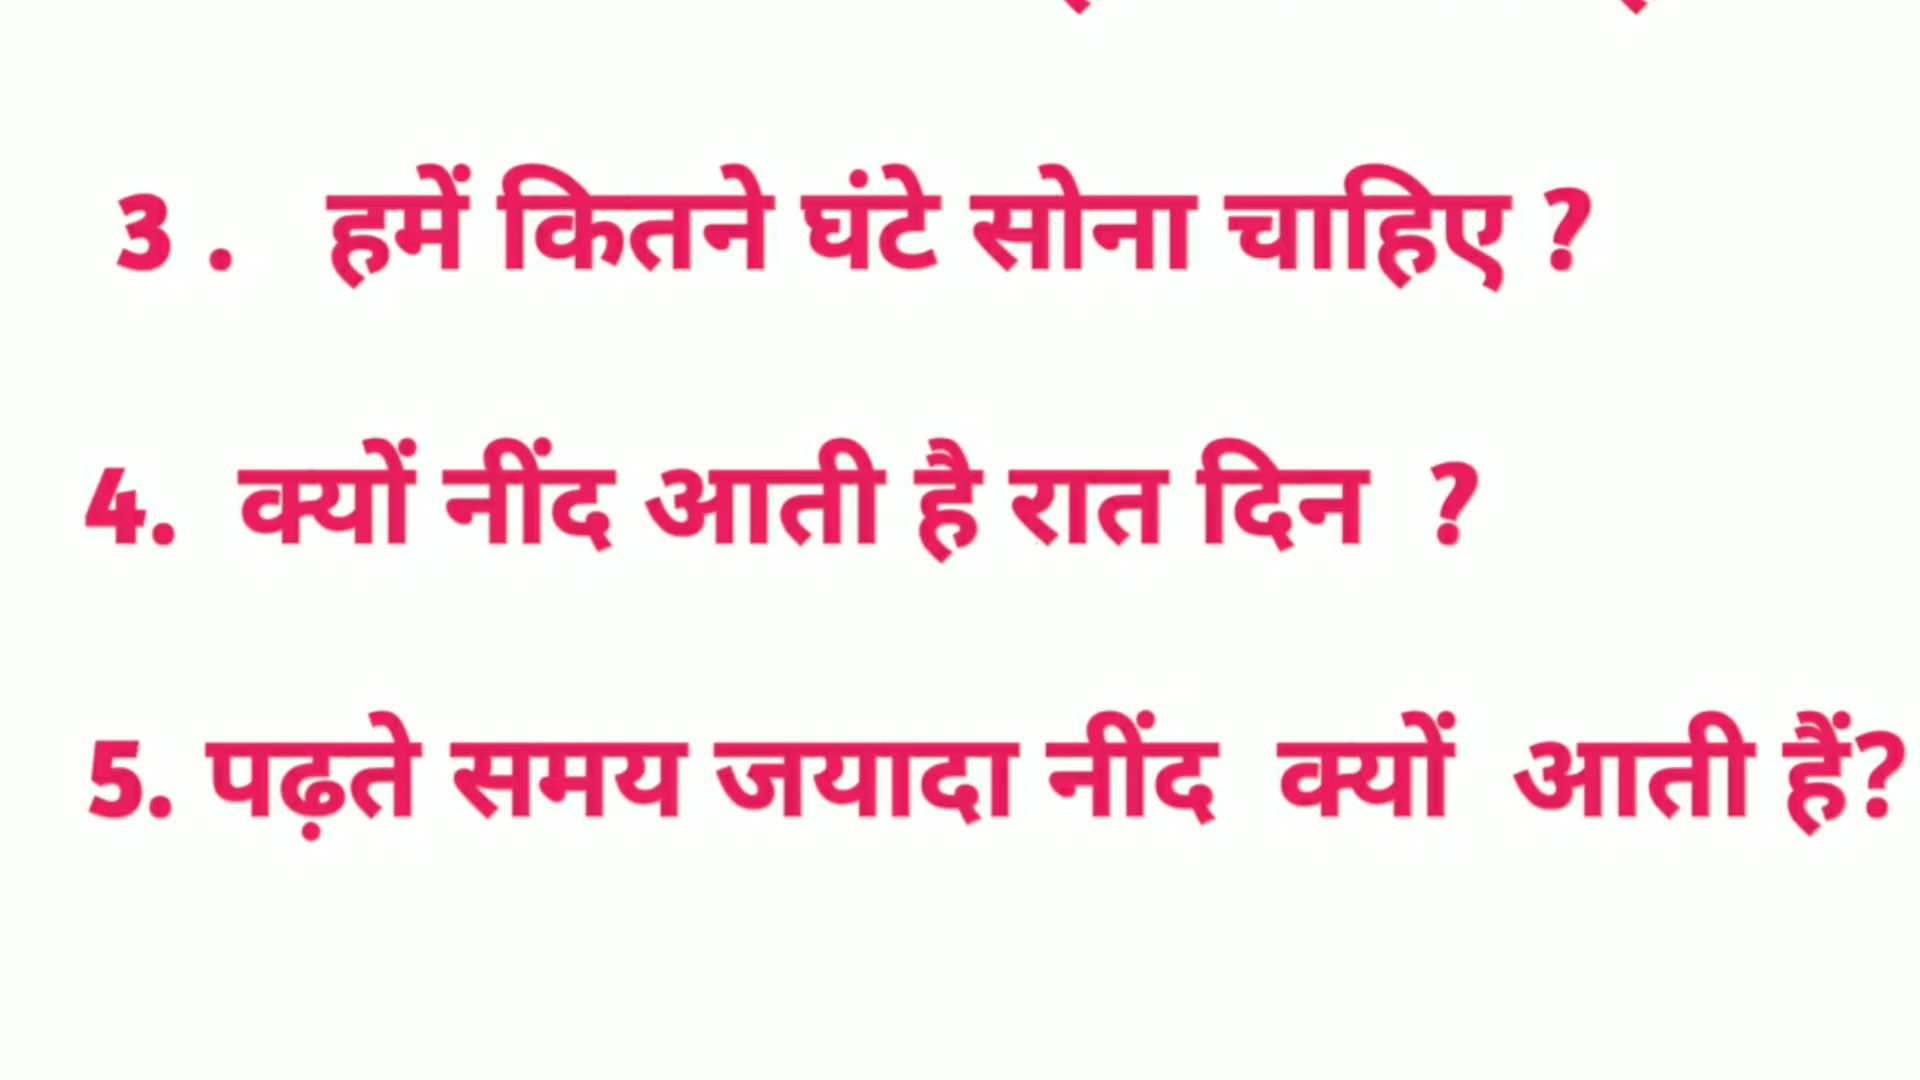 3 . हमें कितने घंटे सोना चाहिए ?
4. क्यों नींद आती है रात दिन ?
5. पढ़ते समय जयादा नींद क्यों आती हैं?